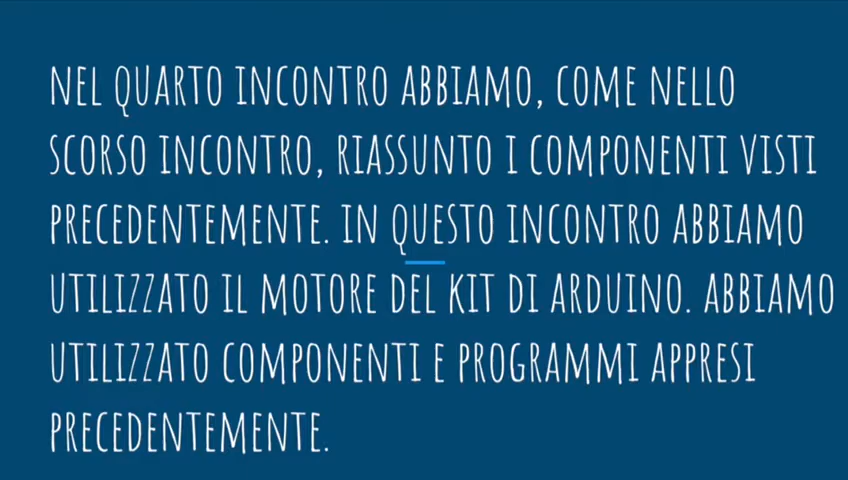 NEL QUARTO INCONTRO ABBIAMO, COME NELLO
SCORSO INCONTRO, RIASSUNTO I COMPONENTI VISTI
PRECEDENTEMENTE. IN QUESTO INCONTRO ABBIAMO
UTILIZZATO IL MOTORE DEL KIT DI ARDUINO. ABBIAMO
UTILIZZATO COMPONENTI E PROGRAMMI APPRESI
PRECEDENTEMENTE.